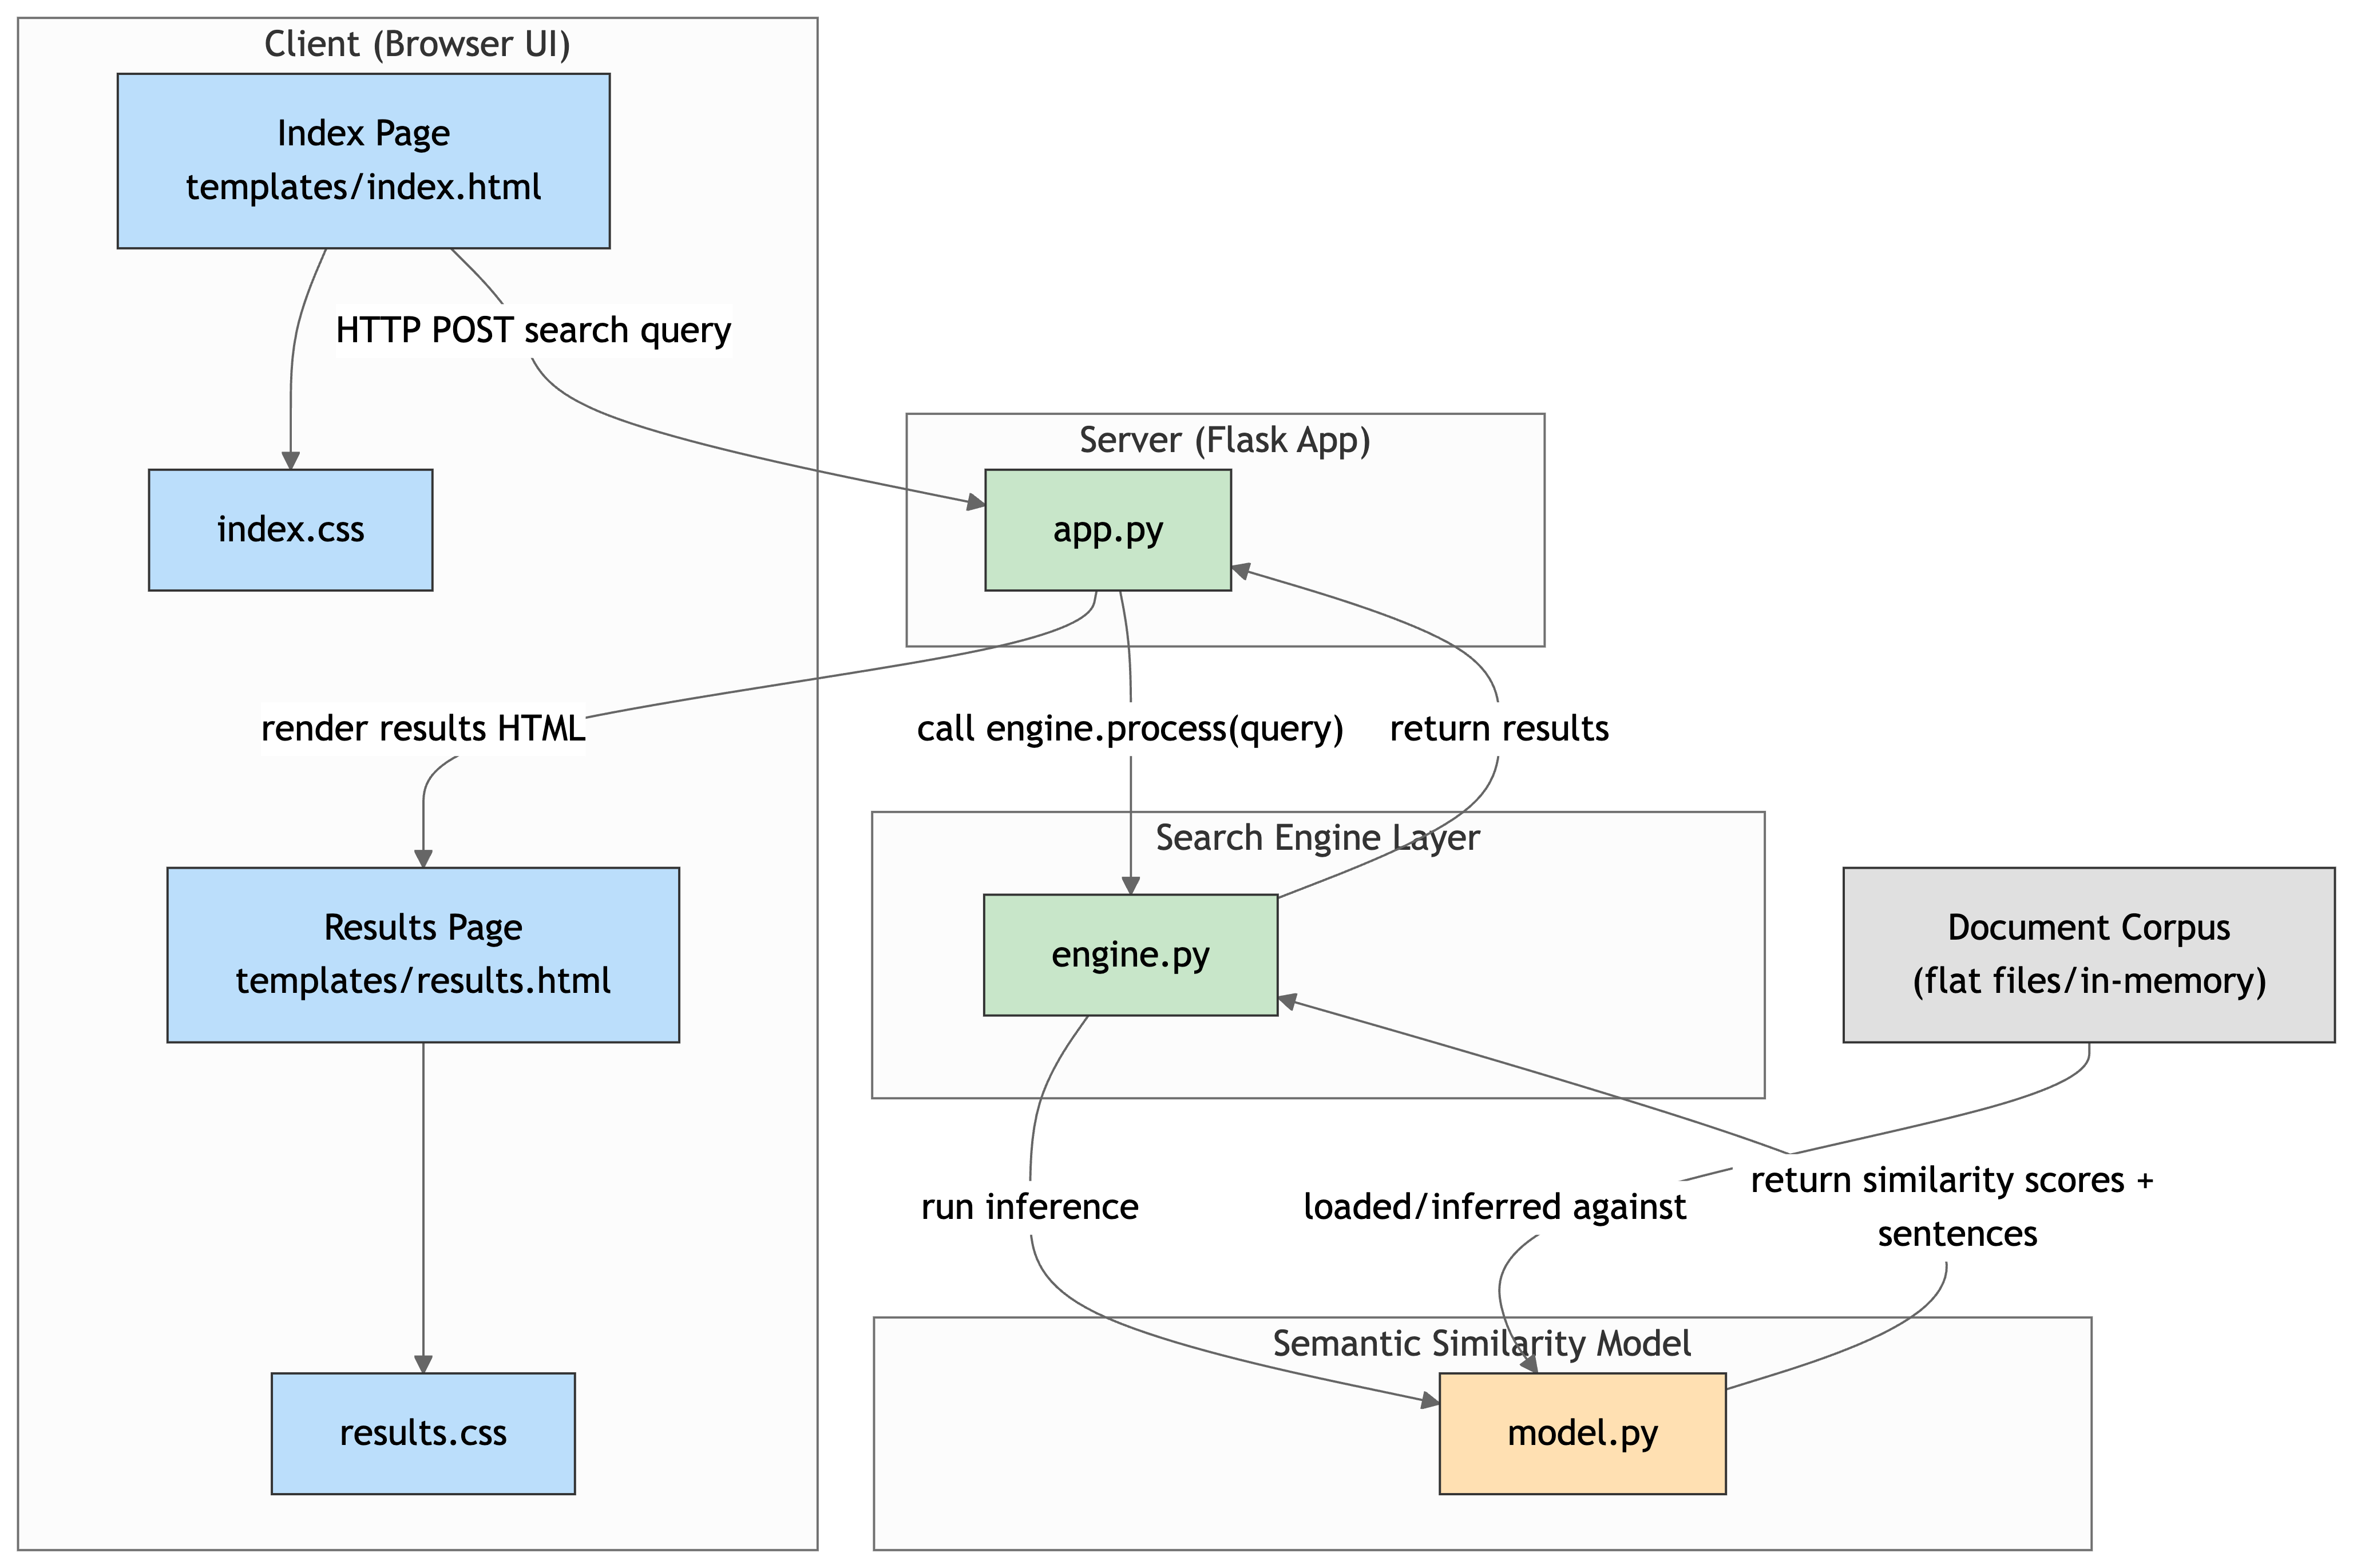 Client (Browser UI)
Index Page
templates/index.html
HTTP POST search query
index.css
Server (Flask App)
app.py
render results HTML
call engine.process(query)
return results
Search Engine Layer
Results Page
templates/results.html
engine.py
Document Corpus
(flat files/in-memory)
run inference
loaded/inferred against
return similarity scores +
sentences
Semantic Similarity Model
results.css
model.py